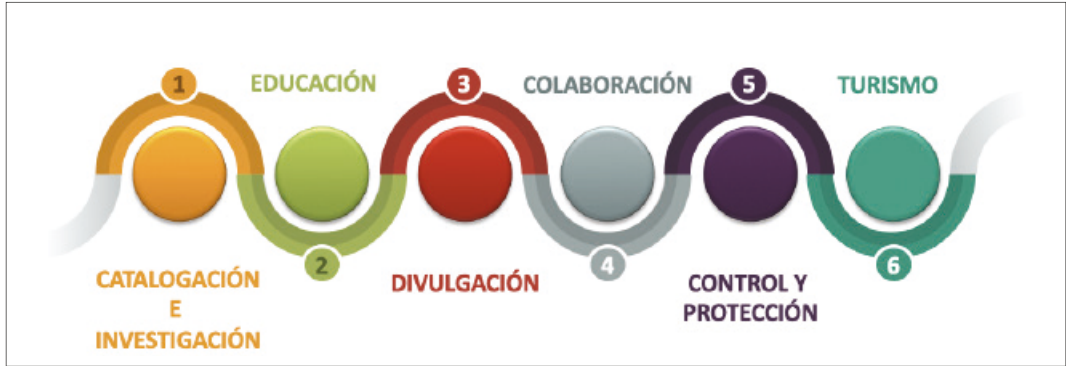 1
CATALOGACIÓN
E
INVESTIGACIÓN
EDUCACIÓN
2
3
DIVULGACIÓN
COLABORACIÓN
4
5
CONTROL Y
PROTECCIÓN
TURISMO
6